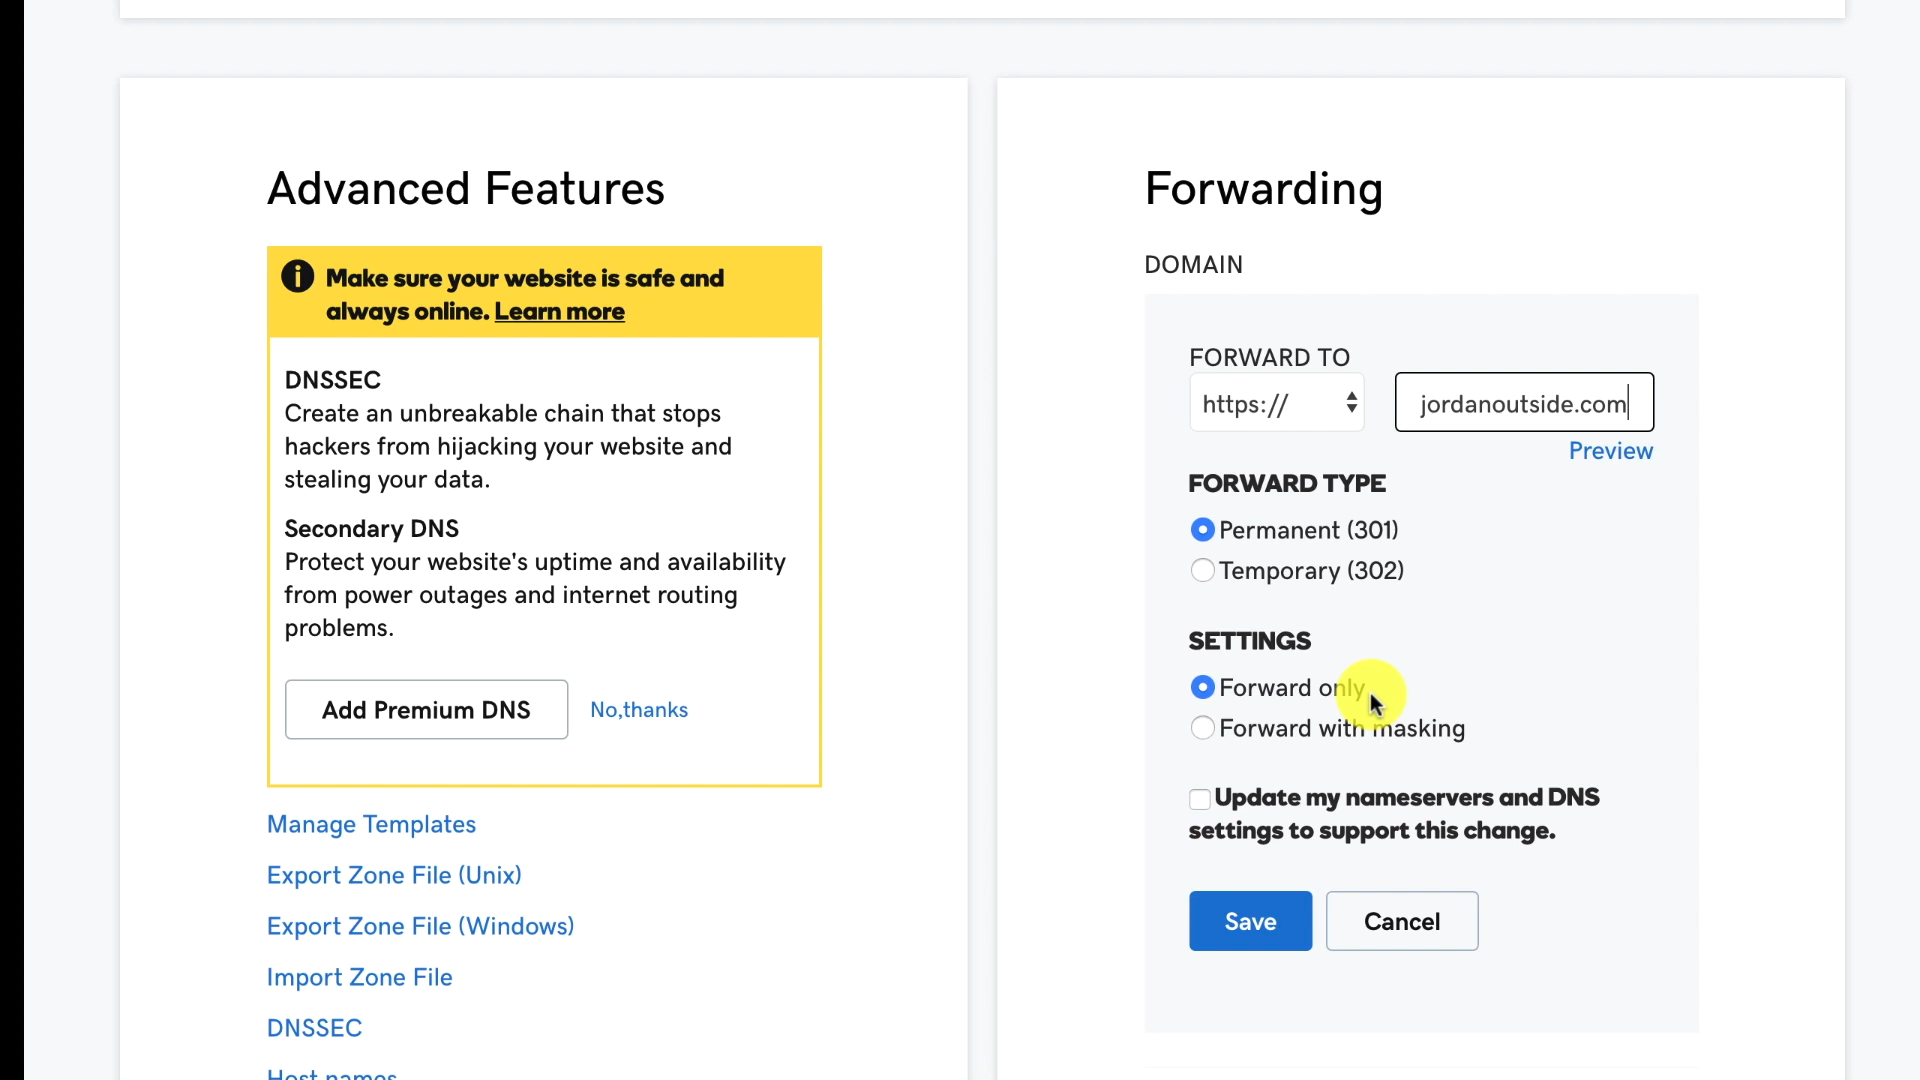 Advanced Features
Make sure your website is safe and
always online. Learn more
DNSSEC
Create an unbreakable chain that stops
hackers from hijacking your website and
stealing your data.
Secondary DNS
Protect your website's uptime and availability
from power outages and internet routing
problems.
Add Premium DNS
No,thanks
Manage Templates
Export Zone File (Unix)
Export Zone File (Windows)
Import Zone File
DNSSEC
Host names
Forwarding
DOMAIN
FORWARD TO
https://
jordanoutside.com
Preview
FORWARD TYPE
Permanent (301)
Temporary (302)
SETTINGS
Forward only
Forward with masking
Update my nameservers and DNS
settings to support this change.
Save
Cancel